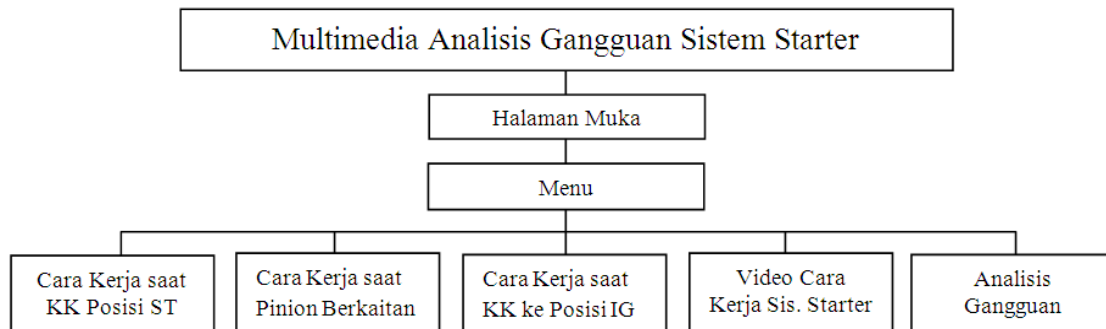 Multimedia Analisis Gangguan Sistem Starter
Halaman Muka
Menu
Cara Kerja saat
KK Posisi ST
Cara Kerja saat
Pinion Berkaitan
Cara Kerja saat
KK ke Posisi IG
Video Cara
Kerja Sis. Starter
Analisis
Gangguan